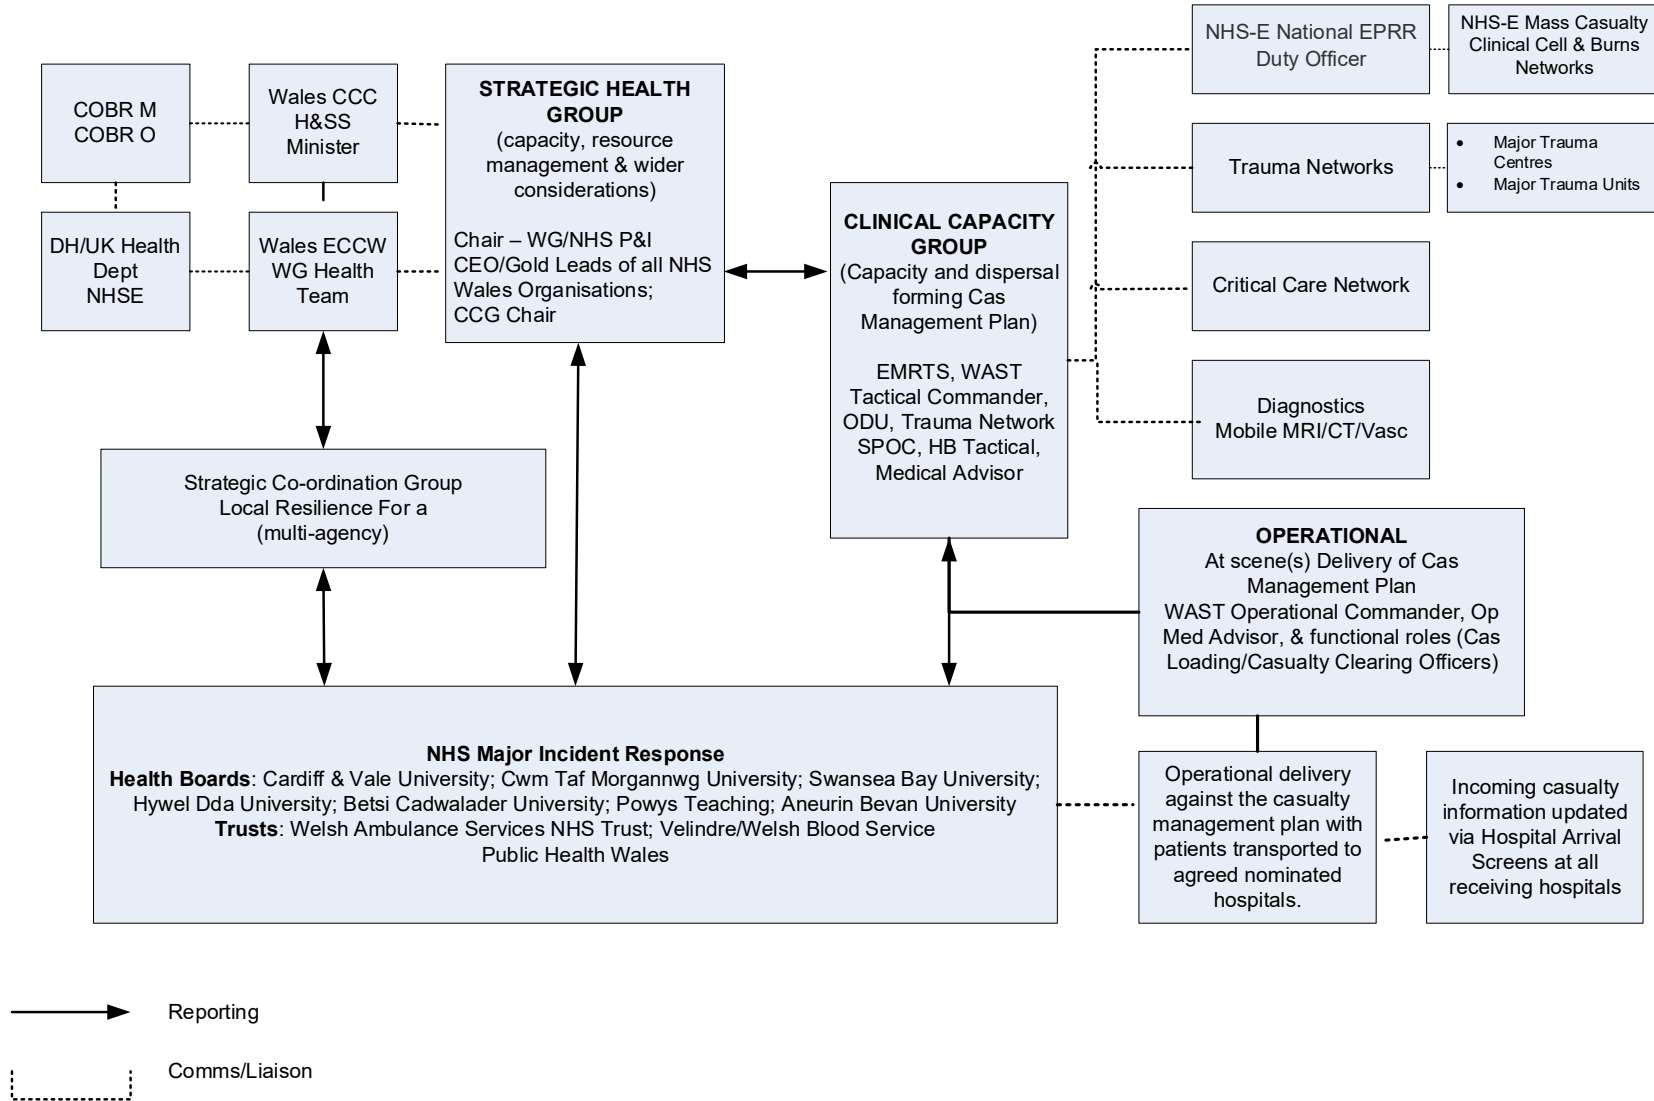 COBR M
COBR O
Wales CCC
H&SS
Minister
DH/UK Health
Dept
NHSE
Wales ECCW
WG Health
Team
STRATEGIC HEALTH
GROUP
(capacity, resource
management & wider
considerations)
Chair – WG/NHS P&I
CEO/Gold Leads of all NHS
Wales Organisations;
CCG Chair
CLINICAL CAPACITY
GROUP
(Capacity and dispersal
forming Cas
Management Plan)
EMRTS, WAST
Tactical Commander,
ODU, Trauma Network
SPOC, HB Tactical,
Medical Advisor
NHS-E National EPRR
Duty Officer
NHS-E Mass Casualty
Clinical Cell & Burns
Networks
Trauma Networks
• Major Trauma
Centres
• Major Trauma Units
Critical Care Network
Diagnostics
Mobile MRI/CT/Vasc
Strategic Co-ordination Group
Local Resilience For a
(multi-agency)
OPERATIONAL
At scene(s) Delivery of Cas
Management Plan
WAST Operational Commander, Op
Med Advisor, & functional roles (Cas
Loading/Casualty Clearing Officers)
NHS Major Incident Response
Health Boards: Cardiff & Vale University; Cwm Taf Morgannwg University; Swansea Bay University;
Hywel Dda University; Betsi Cadwalader University; Powys Teaching; Aneurin Bevan University
Trusts: Welsh Ambulance Services NHS Trust; Velindre/Welsh Blood Service
Public Health Wales
Operational delivery
against the casualty
management plan with
patients transported to
agreed nominated
hospitals.
Incoming casualty
information updated
via Hospital Arrival
Screens at all
receiving hospitals
Reporting
Comms/Liaison